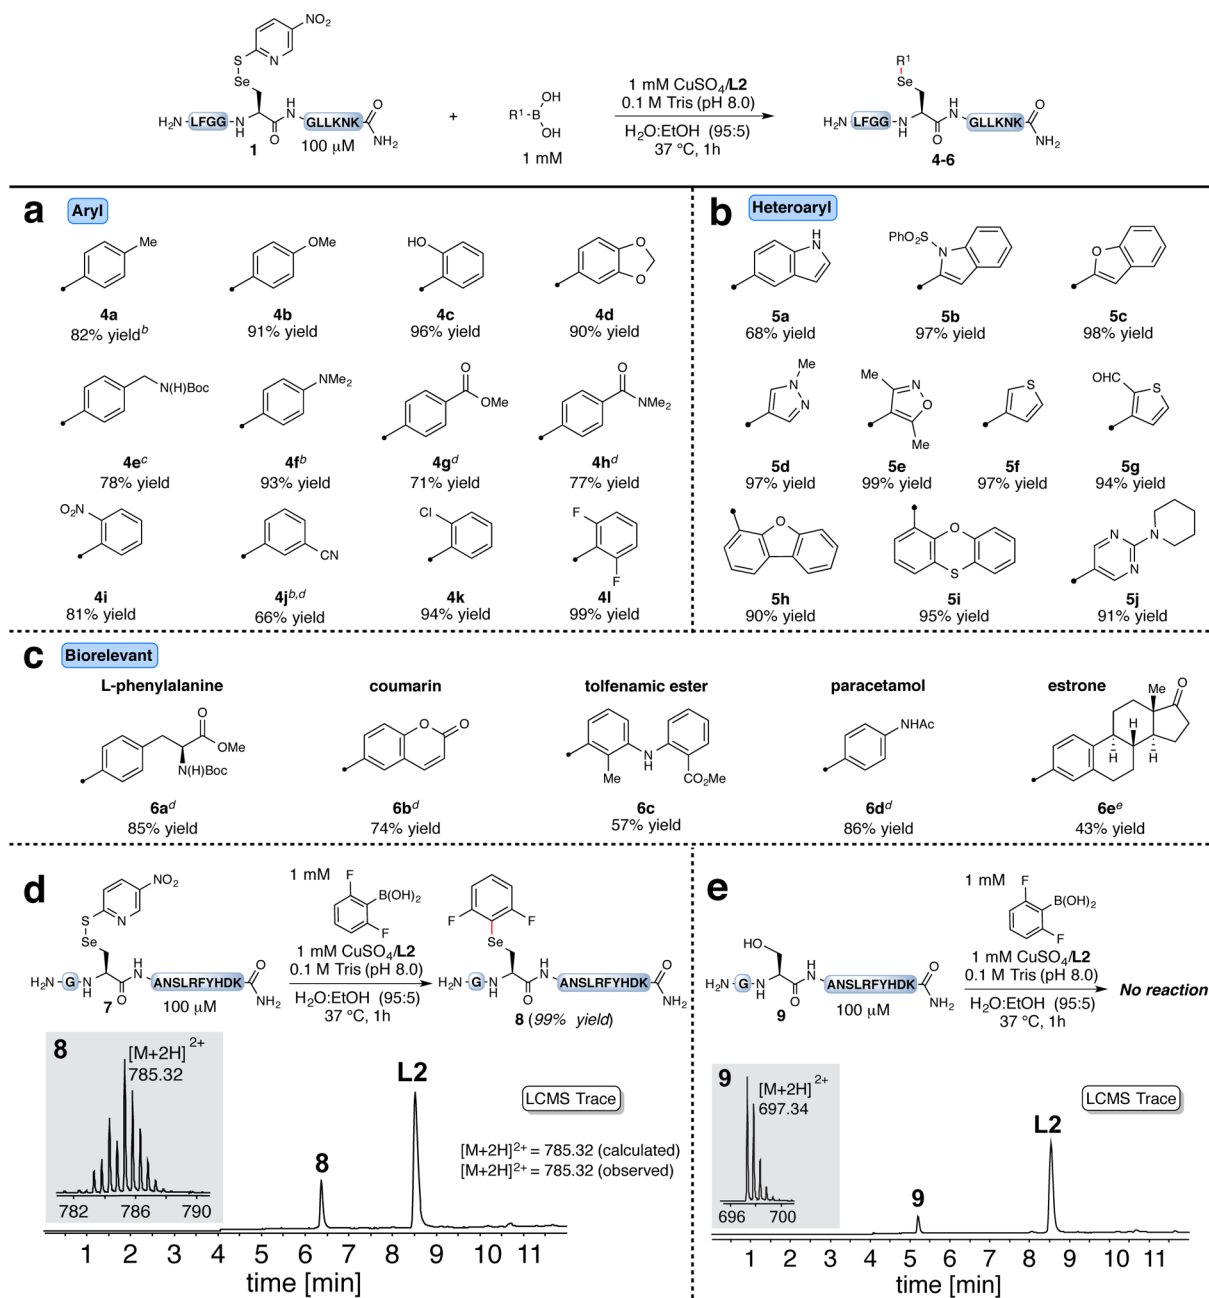 NO₂
S
N
Se
H₂N
LFGG
N
H
O
H
N
GLLKNK
O
NH₂
1
100 µM
+
R¹
B
OH
OH
1 mM
1 mM CuSO₄/L2
0.1 M Tris (pH 8.0)
H₂O:EtOH (95:5)
37 °C, 1h
R¹
Se
H₂N
LFGG
N
H
O
H
N
GLLKNK
O
NH₂
4-6
a
Aryl
Me
4a
82% yieldᵇ
OMe
4b
91% yield
HO
4c
96% yield
O
O
4d
90% yield
N(H)Boc
4eᶜ
78% yield
NMe₂
4fᵇ
93% yield
O
OMe
4gᵈ
71% yield
O
NMe₂
4hᵈ
77% yield
O₂N
4i
81% yield
CN
4jᵇ,ᵈ
66% yield
Cl
4k
94% yield
F
F
4l
99% yield
b
Heteroaryl
H
N
5a
68% yield
PhO₂S
N
5b
97% yield
O
5c
98% yield
Me
N
N
5d
97% yield
Me
N
O
Me
5e
99% yield
S
5f
97% yield
OHC
S
5g
94% yield
O
5h
90% yield
O
S
5i
95% yield
N
N
N
5j
91% yield
c
Biorelevant
L-phenylalanine
O
OMe
N(H)Boc
6aᵈ
85% yield
coumarin
O
O
6bᵈ
74% yield
tolfenamic ester
Me
N
H
CO₂Me
6c
57% yield
paracetamol
NHAc
6dᵈ
86% yield
estrone
Me
O
H
H
H
6eᵉ
43% yield
d
NO₂
S
N
Se
H₂N
G
N
H
O
H
N
ANSLRFYHDK
O
NH₂
7
100 µM
1 mM
F
B(OH)₂
F
1 mM CuSO₄/L2
0.1 M Tris (pH 8.0)
H₂O:EtOH (95:5)
37 °C, 1h
F
F
Se
H₂N
G
N
H
O
H
N
ANSLRFYHDK
O
NH₂
8 (99% yield)
8
[M+2H]²⁺
785.32
782 786 790
8
L2
LCMS Trace
[M+2H]²⁺ = 785.32 (calculated)
[M+2H]²⁺ = 785.32 (observed)
1 2 3 4 5 6 7 8 9 10 11
time [min]
e
HO
H₂N
G
N
H
O
H
N
ANSLRFYHDK
O
NH₂
9
100 µM
1 mM
F
B(OH)₂
F
1 mM CuSO₄/L2
0.1 M Tris (pH 8.0)
H₂O:EtOH (95:5)
37 °C, 1h
No reaction
9
[M+2H]²⁺
697.34
696 700
9
L2
LCMS Trace
1 2 3 4 5 6 7 8 9 10 11
time [min]